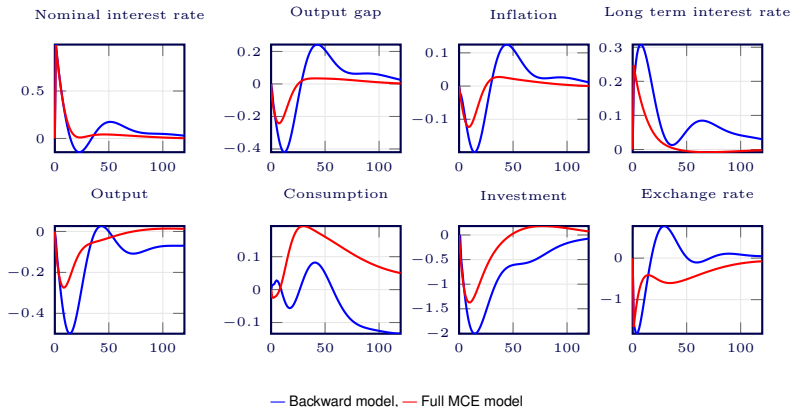 Nominal interest rate
Output gap
Inflation
Long term interest rate
0.5
0
0 50 100
0.2
0
−0.2
−0.4
0 50 100
0.1
0
−0.1
0 50 100
0.3
0.2
0.1
0
0 50 100
Output
Consumption
Investment
Exchange rate
0
−0.2
−0.4
0 50 100
0.1
0
−0.1
0 50 100
0
−0.5
−1
−1.5
−2
0 50 100
0
−1
0 50 100
Backward model, Full MCE model